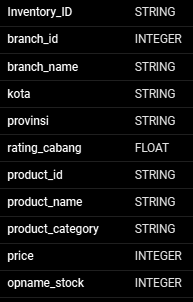 Inventory_ID STRING
branch_id INTEGER
branch_name STRING
kota STRING
provinsi STRING
rating_cabang FLOAT
product_id STRING
product_name STRING
product_category STRING
price INTEGER
opname_stock INTEGER